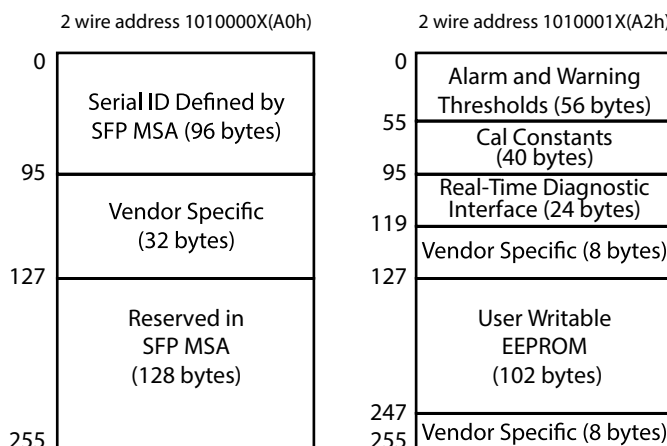 2 wire address 1010000X(A0h)
0
Serial ID Defined by
SFP MSA (96 bytes)
95
Vendor Specific
(32 bytes)
127
Reserved in
SFP MSA
(128 bytes)
255
2 wire address 1010001X(A2h)
0
Alarm and Warning
Thresholds (56 bytes)
55
Cal Constants
(40 bytes)
95
Real-Time Diagnostic
Interface (24 bytes)
119
Vendor Specific (8 bytes)
127
User Writable
EEPROM
(102 bytes)
247
Vendor Specific (8 bytes)
255